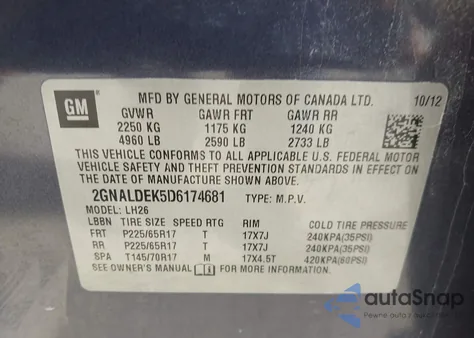 GM
MFD BY GENERAL MOTORS OF CANADA LTD. 10/12
GVWR GAWR FRT GAWR RR
2250 KG 1175 KG 1240 KG
4960 LB 2590 LB 2733 LB
THIS VEHICLE CONFORMS TO ALL APPLICABLE U.S. FEDERAL MOTOR
VEHICLE SAFETY AND THEFT PREVENTION STANDARDS IN EFFECT ON
THE DATE OF MANUFACTURE SHOWN ABOVE.
2GNALDEK5D6174681 TYPE: M.P.V.
MODEL: LH26
LBBN TIRE SIZE SPEED RTG RIM COLD TIRE PRESSURE
FRT P225/65R17 T 17X7J 240KPA(35PSI)
RR P225/65R17 T 17X7J 240KPA(35PSI)
SPA T145/70R17 M 17X4.5T 420KPA(60PSI)
SEE OWNER'S MANUAL FOR MORE INFORMATION.
autoSnap
Pewne auto z